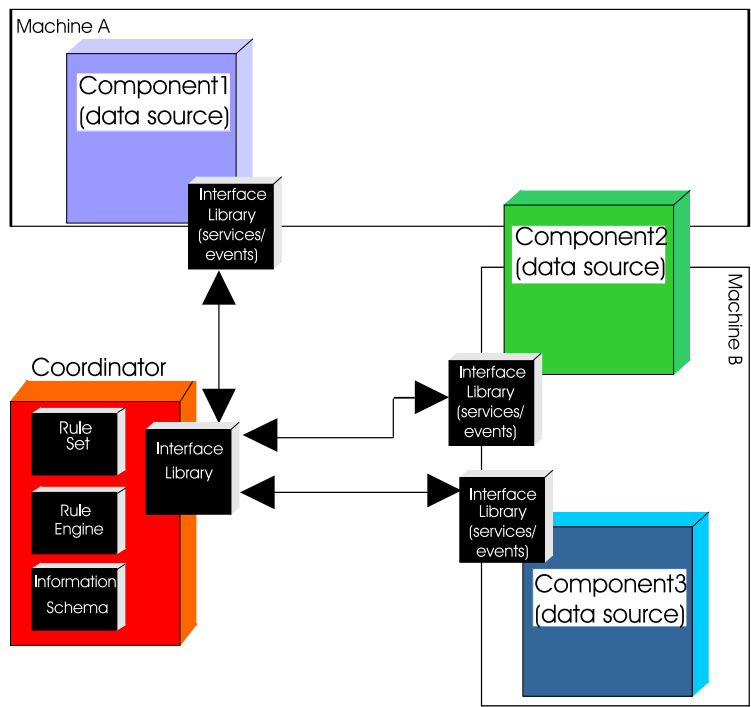 Machine A
Component1
(data source)
Interface
Library
(services/
events)
Component2
(data source)
Machine B
Coordinator
Rule
Set
Interface
Library
Rule
Engine
Information
Schema
Interface
Library
(services/
events)
Interface
Library
(services/
events)
Component3
(data source)